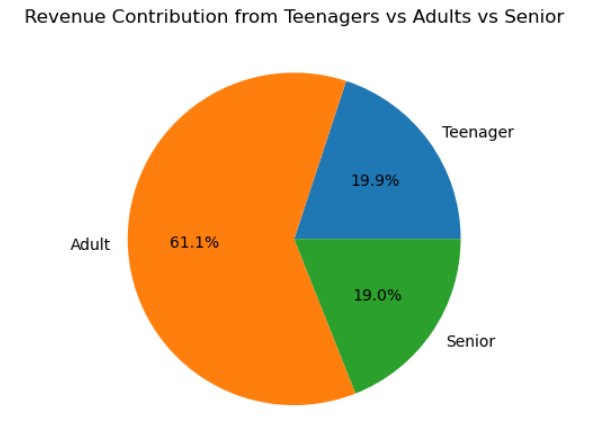 Revenue Contribution from Teenagers vs Adults vs Senior
Teenager
19.9%
Adult
61.1%
19.0%
Senior